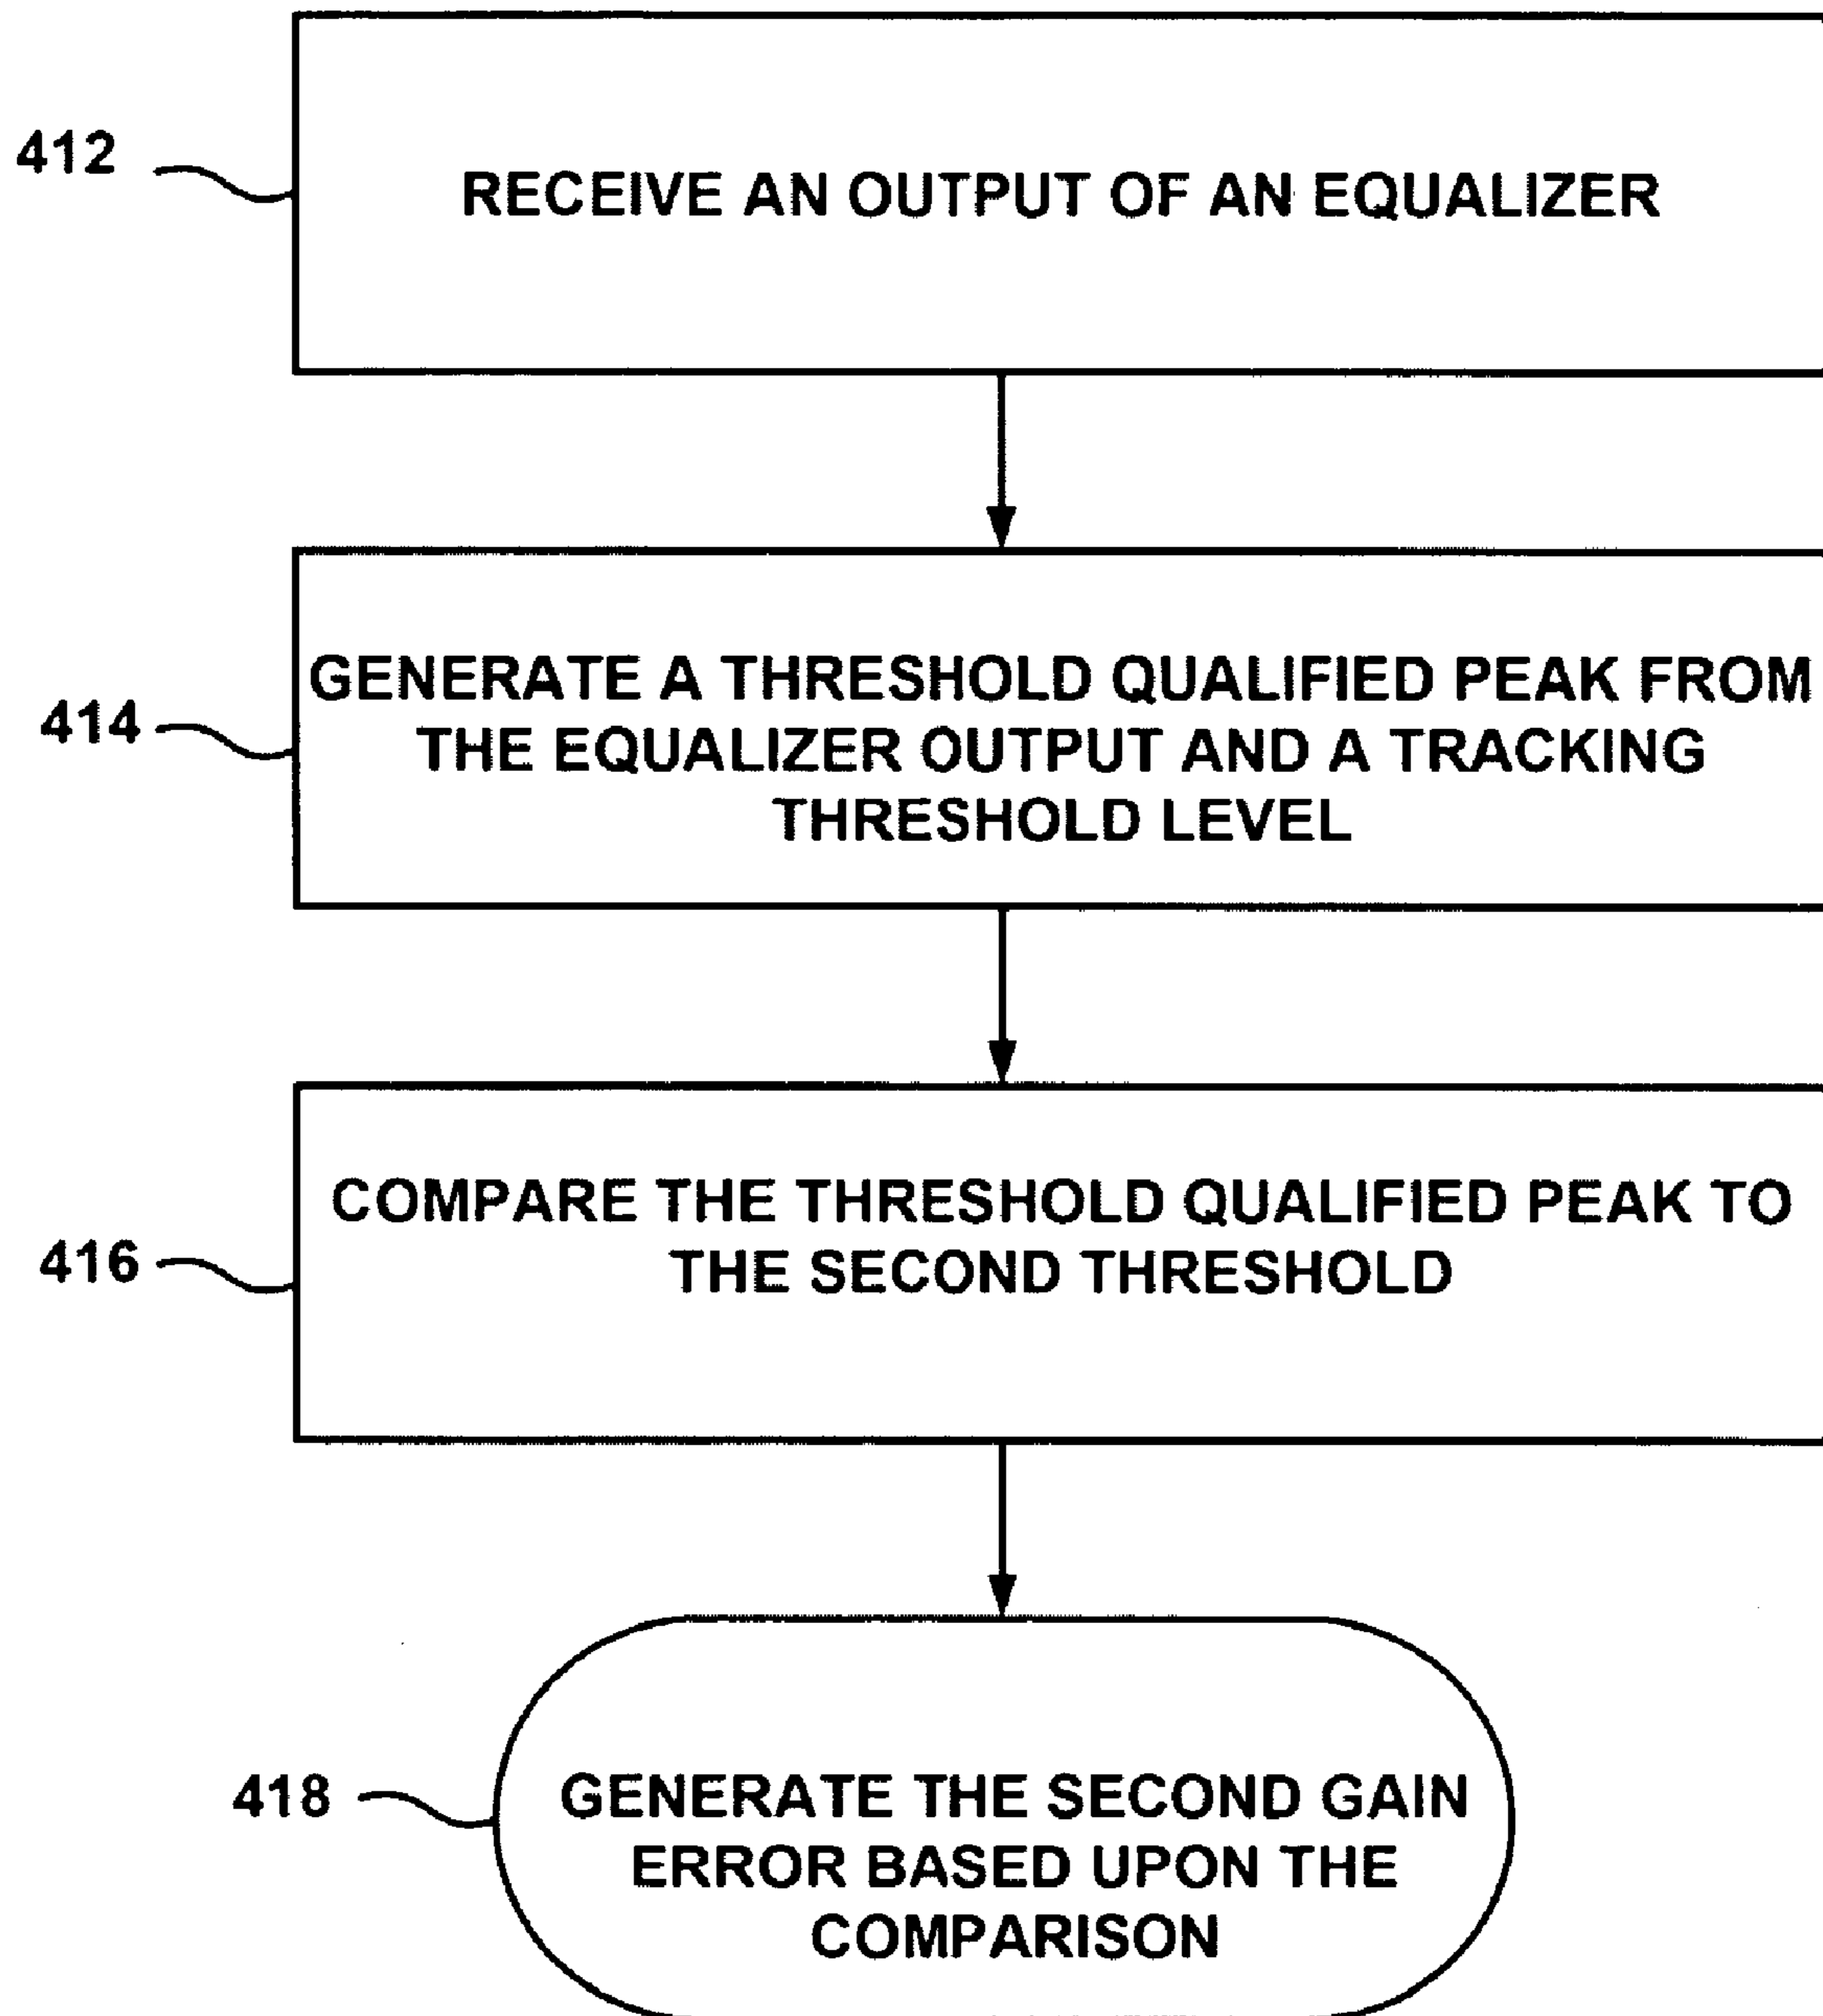 412
RECEIVE AN OUTPUT OF AN EQUALIZER
414
GENERATE A THRESHOLD QUALIFIED PEAK FROM
THE EQUALIZER OUTPUT AND A TRACKING
THRESHOLD LEVEL
416
COMPARE THE THRESHOLD QUALIFIED PEAK TO
THE SECOND THRESHOLD
418
GENERATE THE SECOND GAIN
ERROR BASED UPON THE
COMPARISON